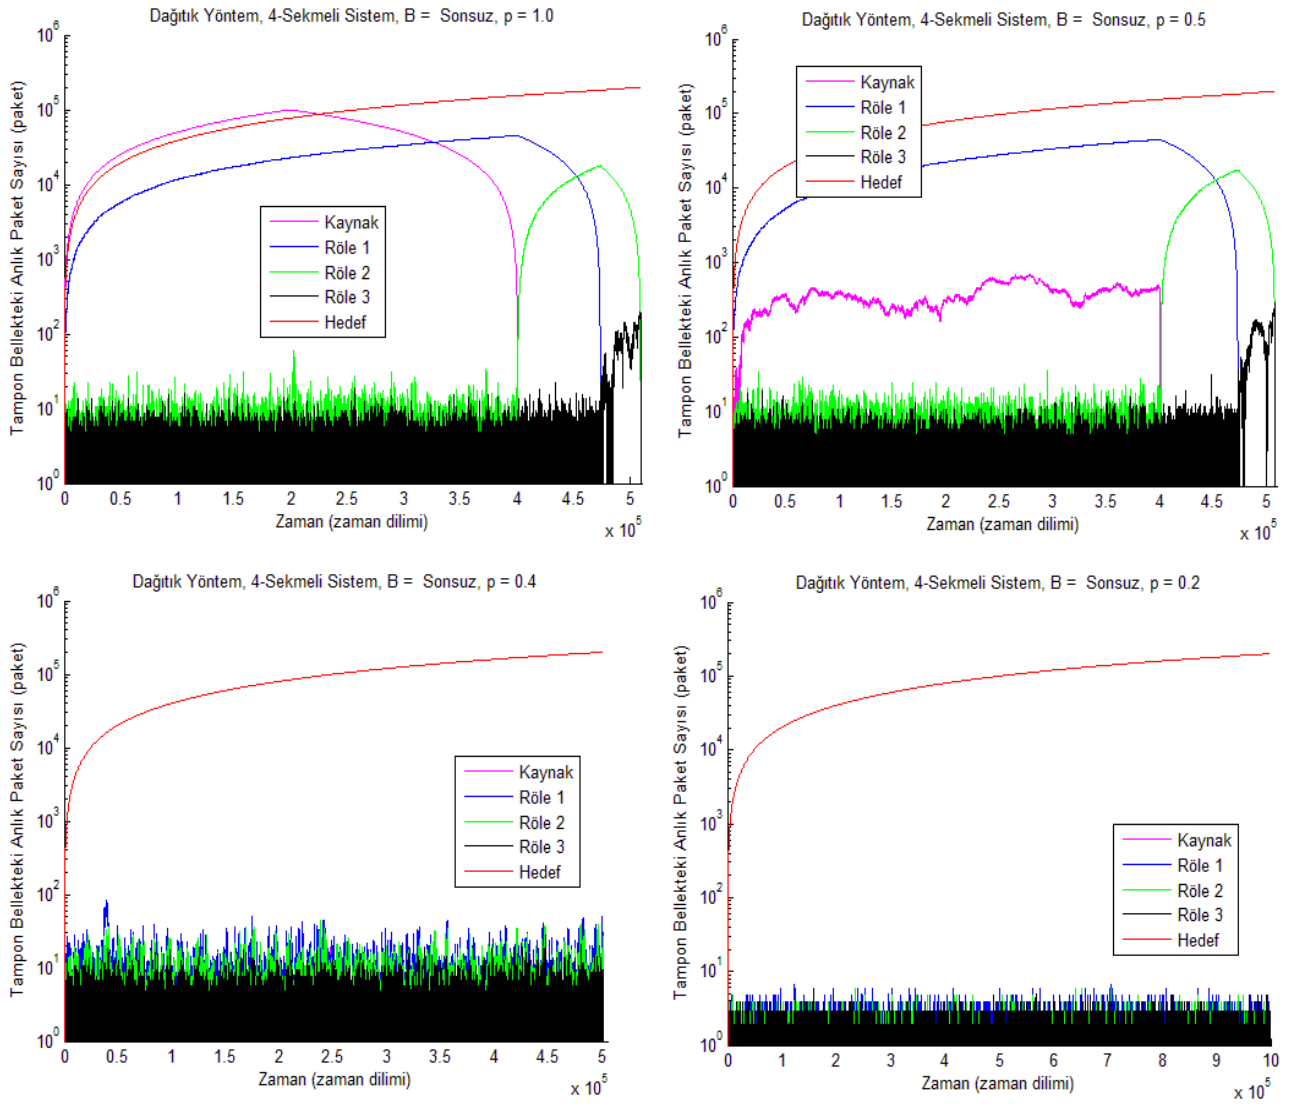 Dağıtık Yöntem, 4-Sekmeli Sistem, B = Sonsuz, p = 1.0
Tampon Bellekteki Anlık Paket Sayısı (paket)
10^6
10^5
10^4
10^3
10^2
10^1
10^0
Kaynak
Röle 1
Röle 2
Röle 3
Hedef
0 0.5 1 1.5 2 2.5 3 3.5 4 4.5 5
Zaman (zaman dilimi)
x 10^5
Dağıtık Yöntem, 4-Sekmeli Sistem, B = Sonsuz, p = 0.5
Tampon Bellekteki Anlık Paket Sayısı (paket)
10^6
10^5
10^4
10^3
10^2
10^1
10^0
Kaynak
Röle 1
Röle 2
Röle 3
Hedef
0 0.5 1 1.5 2 2.5 3 3.5 4 4.5 5
Zaman (zaman dilimi)
x 10^5
Dağıtık Yöntem, 4-Sekmeli Sistem, B = Sonsuz, p = 0.4
Tampon Bellekteki Anlık Paket Sayısı (paket)
10^6
10^5
10^4
10^3
10^2
10^1
10^0
Kaynak
Röle 1
Röle 2
Röle 3
Hedef
0 0.5 1 1.5 2 2.5 3 3.5 4 4.5 5
Zaman (zaman dilimi)
x 10^5
Dağıtık Yöntem, 4-Sekmeli Sistem, B = Sonsuz, p = 0.2
Tampon Bellekteki Anlık Paket Sayısı (paket)
10^6
10^5
10^4
10^3
10^2
10^1
10^0
Kaynak
Röle 1
Röle 2
Röle 3
Hedef
0 1 2 3 4 5 6 7 8 9 10
Zaman (zaman dilimi)
x 10^5